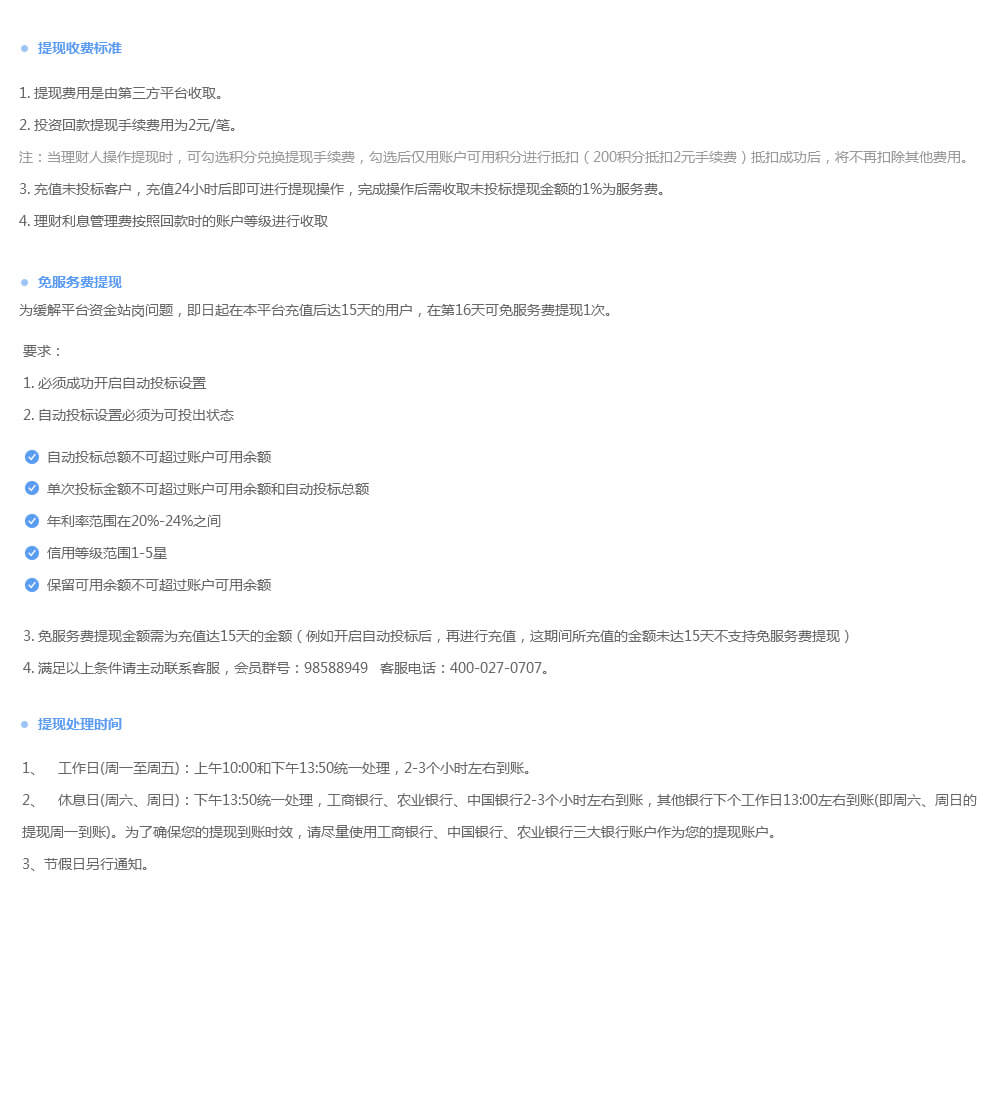 提现收费标准
1. 提现费用是由第三方平台收取。
2. 投资回款提现手续费用为2元/笔。
注：当理财人操作提现时，可勾选积分兑换提现手续费，勾选后仅用账户可用积分进行抵扣（200积分抵扣2元手续费）抵扣成功后，将不再扣除其他费用。
3. 充值未投标客户，充值24小时后即可进行提现操作，完成操作后需收取未投标提现金额的1%为服务费。
4. 理财利息管理费按照回款时的账户等级进行收取
免服务费提现
为缓解平台资金站岗问题，即日起在本平台充值后达15天的用户，在第16天可免服务费提现1次。
要求：
1. 必须成功开启自动投标设置
2. 自动投标设置必须为可投出状态
自动投标总额不可超过账户可用余额
单次投标金额不可超过账户可用余额和自动投标总额
年利率范围在20%-24%之间
信用等级范围1-5星
保留可用余额不可超过账户可用余额
3. 免服务费提现金额需为充值达15天的金额（例如开启自动投标后，再进行充值，这期间所充值的金额未达15天不支持免服务费提现）
4. 满足以上条件请主动联系客服，会员群号：98588949 客服电话：400-027-0707。
提现处理时间
1、 工作日(周一至周五)：上午10:00和下午13:50统一处理，2-3个小时左右到账。
2、 休息日(周六、周日)：下午13:50统一处理，工商银行、农业银行、中国银行2-3个小时左右到账，其他银行下个工作日13:00左右到账(即周六、周日的
提现周一到账)。为了确保您的提现到账时效，请尽量使用工商银行、中国银行、农业银行三大银行账户作为您的提现账户。
3、节假日另行通知。